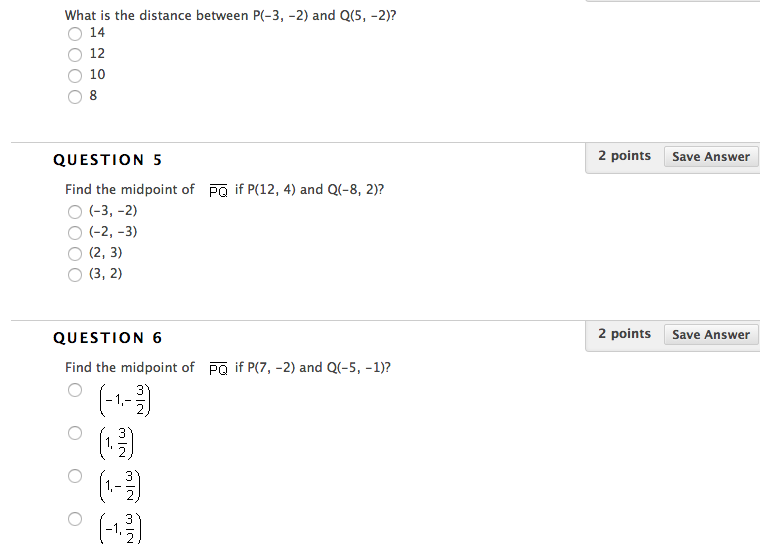 What is the distance between P(-3, -2) and Q(5, -2)?
14
12
10
8
QUESTION 5
2 points Save Answer
Find the midpoint of PQ if P(12, 4) and Q(-8, 2)?
(-3, -2)
(-2, -3)
(2, 3)
(3, 2)
QUESTION 6
2 points Save Answer
Find the midpoint of PQ if P(7, -2) and Q(-5, -1)?
(-1,-3/2)
(1,3/2)
(1,-3/2)
(-1,3/2)